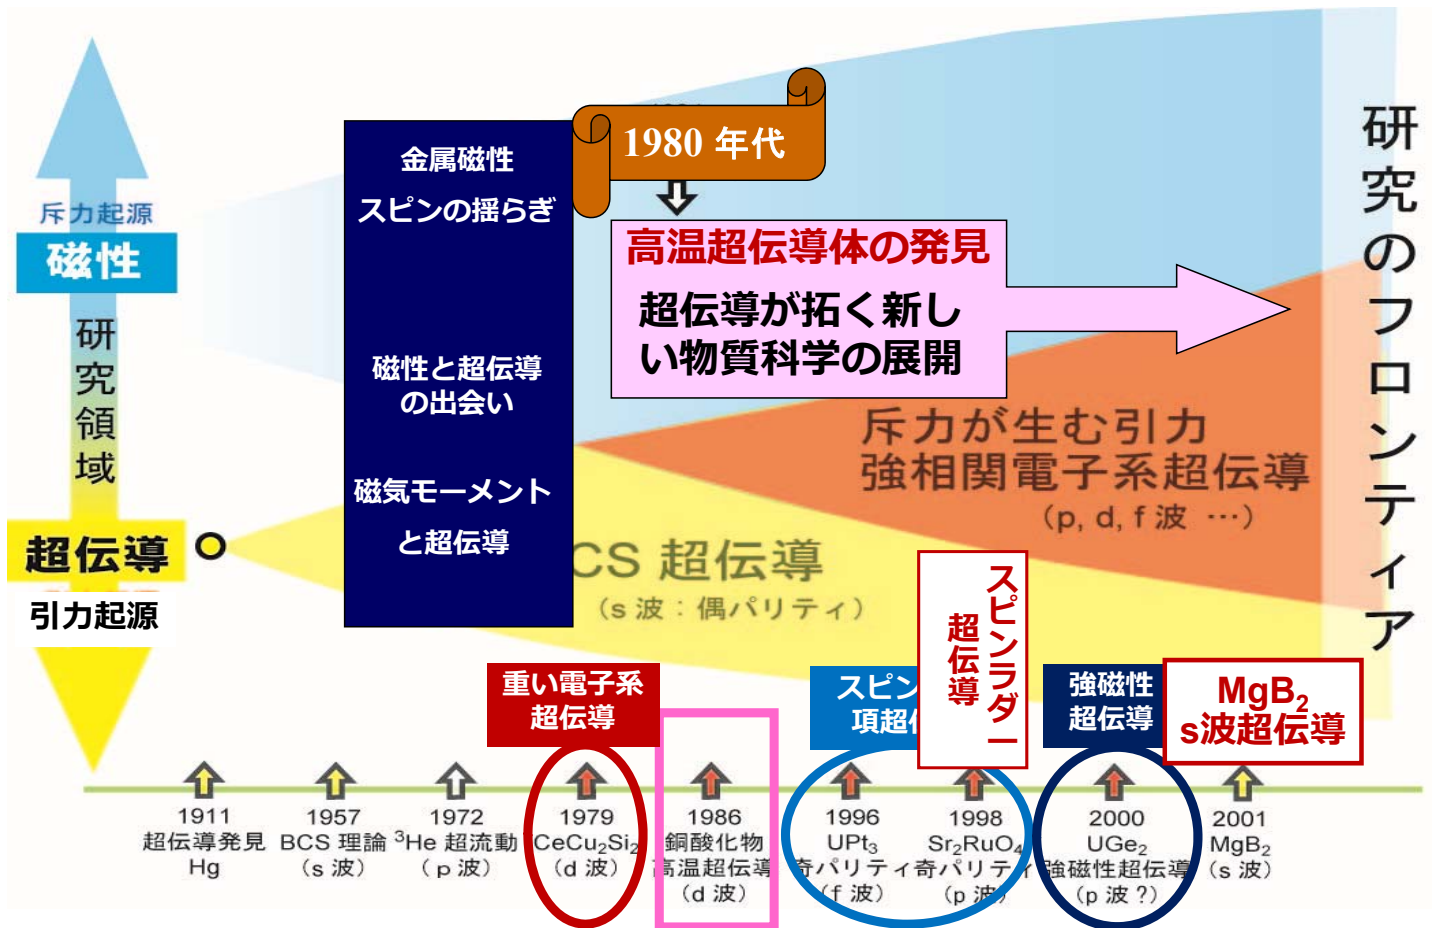 1980 年代
金属磁性
スピンの揺らぎ
斥力起源
磁性
高温超伝導体の発見
超伝導が拓く新し
い物質科学の展開
研究のフロンティア
研究領域
磁性と超伝導
の出会い
斥力が生む引力
強相関電子系超伝導
(p, d, f 波 …)
磁気モーメント
と超伝導
超伝導
引力起源
CS 超伝導
(s 波：偶パリティ)
スピンラダー
超伝導
重い電子系
超伝導
スピン
項超
強磁性
超伝導
MgB₂
s波超伝導
1911
超伝導発見
Hg
1957
BCS 理論
(s 波)
1972
³He 超流動
(p 波)
1979
CeCu₂Si₂
(d 波)
1986
銅酸化物
高温超伝導
(d 波)
1996
UPt₃
奇パリティ
(f 波)
1998
Sr₂RuO₄
奇パリティ
(p 波)
2000
UGe₂
強磁性超伝導
(p 波 ?)
2001
MgB₂
(s 波)